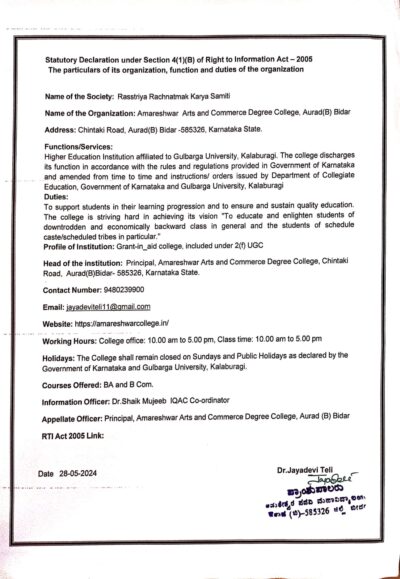 Statutory Declaration under Section 4(1)(B) of Right to Information Act – 2005
The particulars of its organization, function and duties of the organization
Name of the Society: Rasstriya Rachnatmak Karya Samiti
Name of the Organization: Amareshwar Arts and Commerce Degree College, Aurad(B) Bidar
Address: Chintaki Road, Aurad(B) Bidar -585326, Karnataka State.
Functions/Services:
Higher Education Institution affiliated to Gulbarga University, Kalaburagi. The college discharges
its function in accordance with the rules and regulations provided in Government of Karnataka
and amended from time to time and instructions/ orders issued by Department of Collegiate
Education, Government of Karnataka and Gulbarga University, Kalaburagi
Duties:
To support students in their learning progression and to ensure and sustain quality education.
The college is striving hard in achieving its vision "To educate and enlighten students of
downtrodden and economically backward class in general and the students of schedule
caste/scheduled tribes in particular."
Profile of Institution: Grant-in_aid college, included under 2(f) UGC
Head of the institution: Principal, Amareshwar Arts and Commerce Degree College, Chintaki
Road, Aurad(B)Bidar- 585326, Karnataka State.
Contact Number: 9480239900
Email: jayadeviteli11@gmail.com
Website: https://amareshwarcollege.in/
Working Hours: College office: 10.00 am to 5.00 pm, Class time: 10.00 am to 5.00 pm
Holidays: The College shall remain closed on Sundays and Public Holidays as declared by the
Government of Karnataka and Gulbarga University, Kalaburagi.
Courses Offered: BA and B Com.
Information Officer: Dr.Shaik Mujeeb IQAC Co-ordinator
Appellate Officer: Principal, Amareshwar Arts and Commerce Degree College, Aurad (B) Bidar
RTI Act 2005 Link:
Date 28-05-2024
Dr.Jayadevi Teli
ಪ್ರಾಂಶುಪಾಲರು
ಅಮರೇಶ್ವರ ಪದವಿ ಮಹಾವಿದ್ಯಾಲಯ
(ಬಿ)-585326 ಜಿಲ್ಲೆ ಬೀದರ